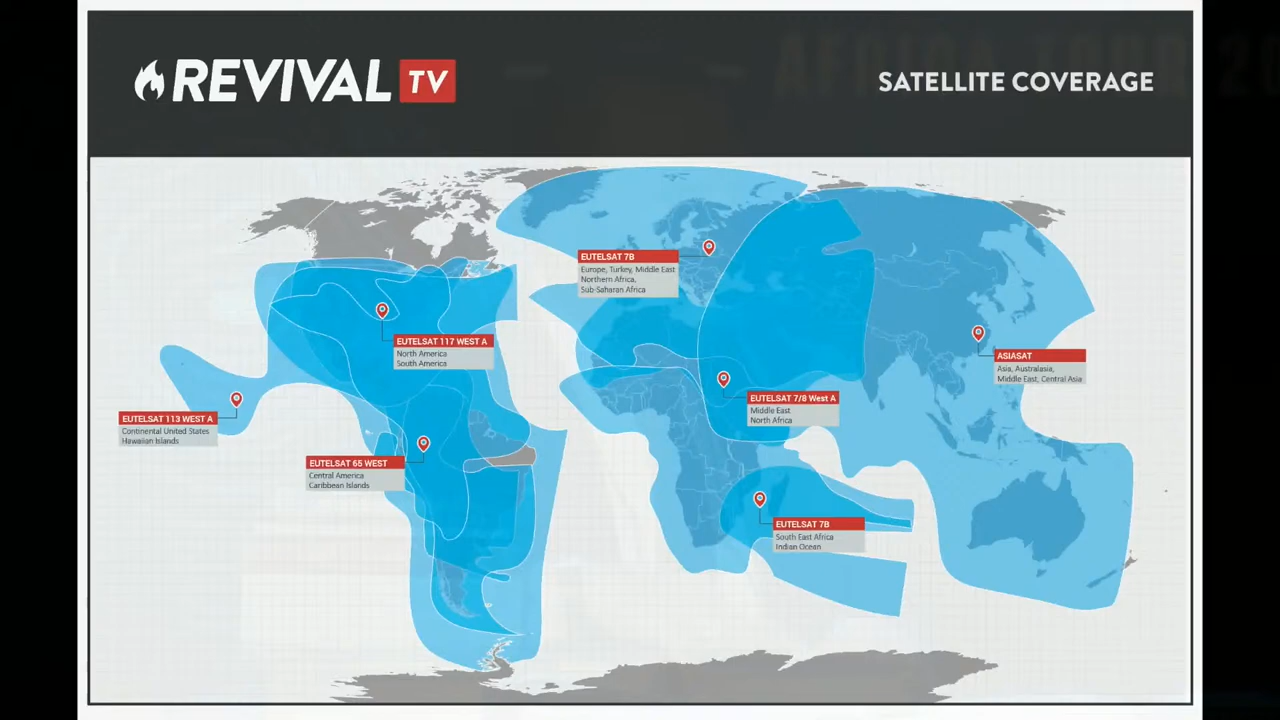 AFRICA TOUR 26
REVIVAL TV
SATELLITE COVERAGE
EUTELSAT 7B
Europe, Turkey, Middle East
Northern Africa,
Sub-Saharan Africa
EUTELSAT 117 WEST A
North America
South America
ASIASAT
Asia, Australasia,
Middle East, Central Asia
EUTELSAT 7/8 West A
Middle East
North Africa
EUTELSAT 113 WEST A
Continental United States
Hawaiian Islands
EUTELSAT 65 WEST
Central America
Caribbean Islands
EUTELSAT 7B
South East Africa
Indian Ocean